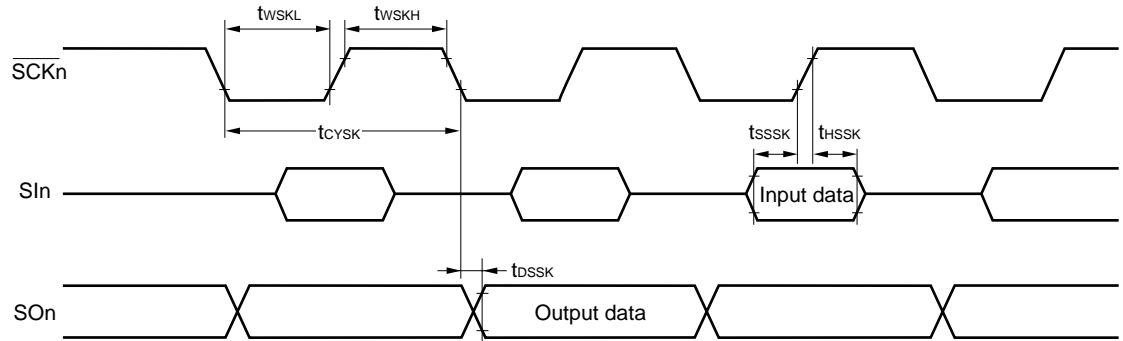 tWSKL
tWSKH
SCKn
tCYSK
tSSSK
tHSSK
SIn
Input data
tDSSK
SOn
Output data